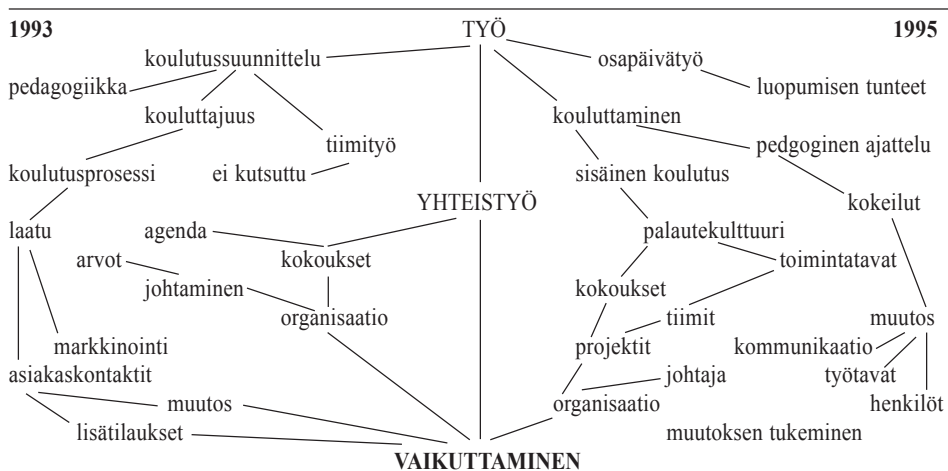 1993 TYÖ 1995
koulutussuunnittelu osapäivätyö
pedagogiikka luopumisen tunteet
kouluttajuus kouluttaminen
tiimityö pedgoginen ajattelu
koulutusprosessi ei kutsuttu sisäinen koulutus
YHTEISTYÖ kokeilut
laatu agenda palautekulttuuri
arvot kokoukset toimintatavat
johtaminen kokoukset
organisaatio tiimit muutos
markkinointi projektit kommunikaatio
asiakaskontaktit johtaja työtavat
muutos organisaatio henkilöt
lisätilaukset muutoksen tukeminen
VAIKUTTAMINEN